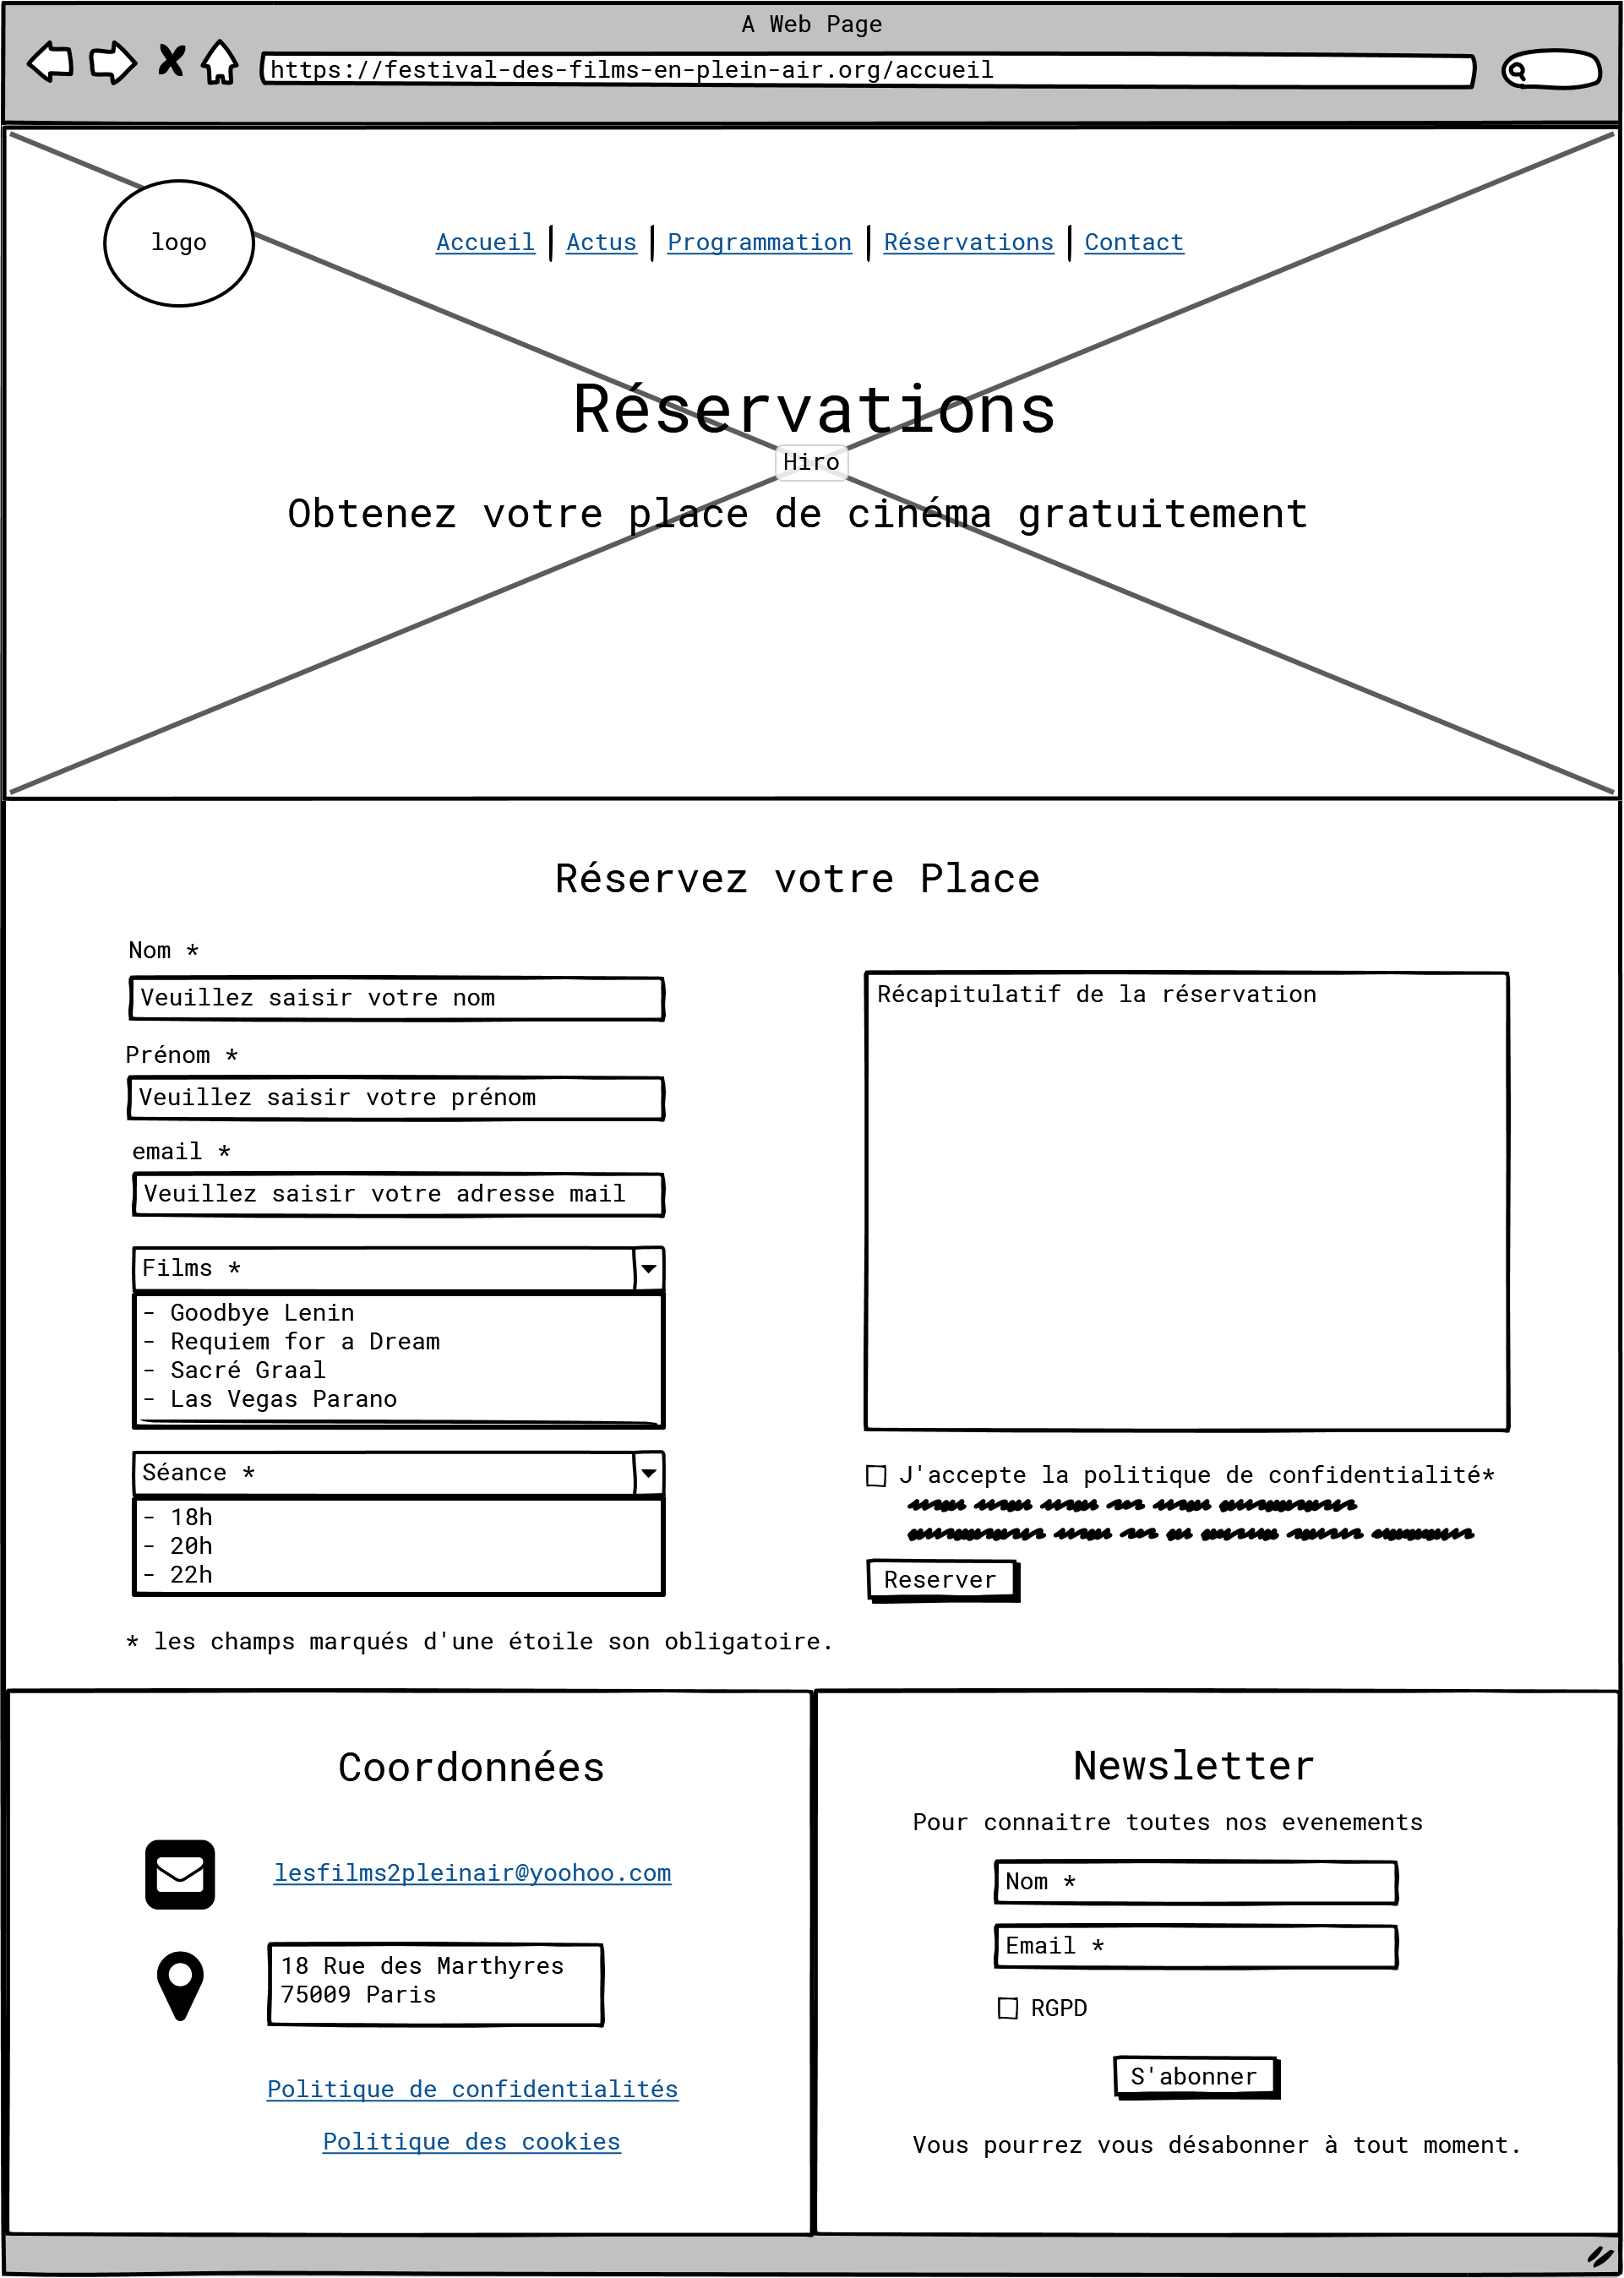 A Web Page
https://festival-des-films-en-plein-air.org/accueil
logo
Accueil | Actus | Programmation | Réservations | Contact
Réservations
Hiro
Obtenez votre place de cinéma gratuitement
Réservez votre Place
Nom *
Veuillez saisir votre nom
Prénom *
Veuillez saisir votre prénom
email *
Veuillez saisir votre adresse mail
Films *
- Goodbye Lenin
- Requiem for a Dream
- Sacré Graal
- Las Vegas Parano
Séance *
- 18h
- 20h
- 22h
Récapitulatif de la réservation
J'accepte la politique de confidentialité*
Reserver
* les champs marqués d'une étoile son obligatoire.
Coordonnées
lesfilms2pleinair@yoohoo.com
18 Rue des Marthyres
75009 Paris
Politique de confidentialités
Politique des cookies
Newsletter
Pour connaitre toutes nos evenements
Nom *
Email *
RGPD
S'abonner
Vous pourrez vous désabonner à tout moment.